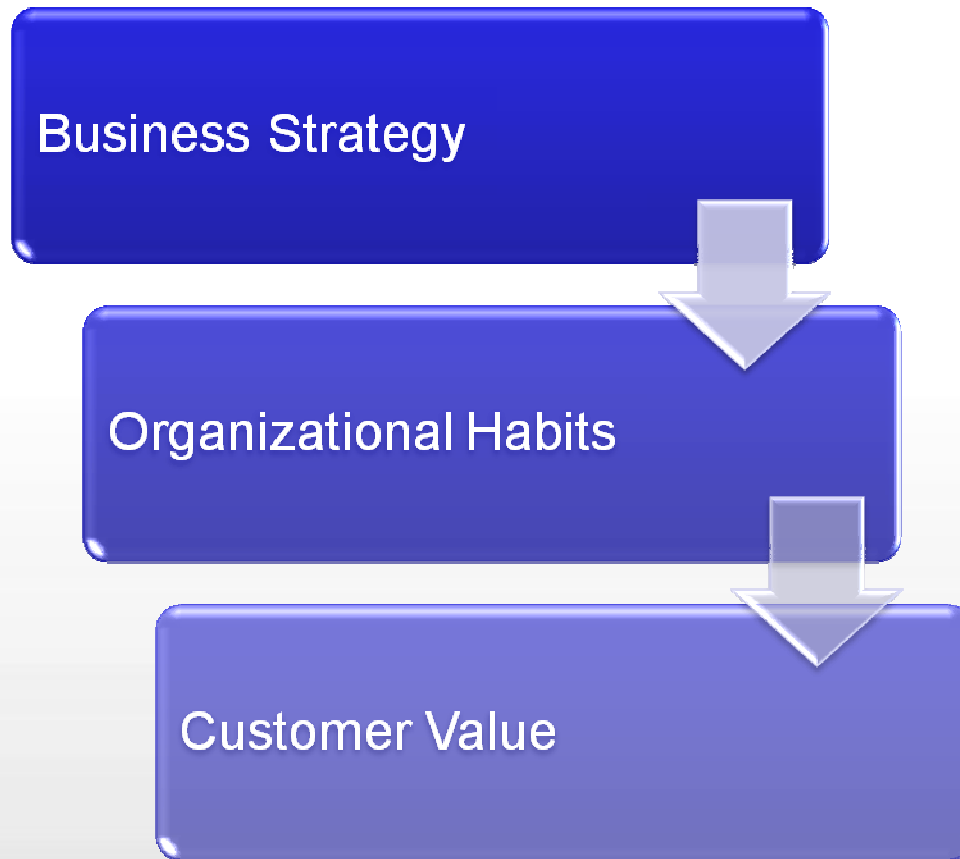 Business Strategy
Organizational Habits
Customer Value